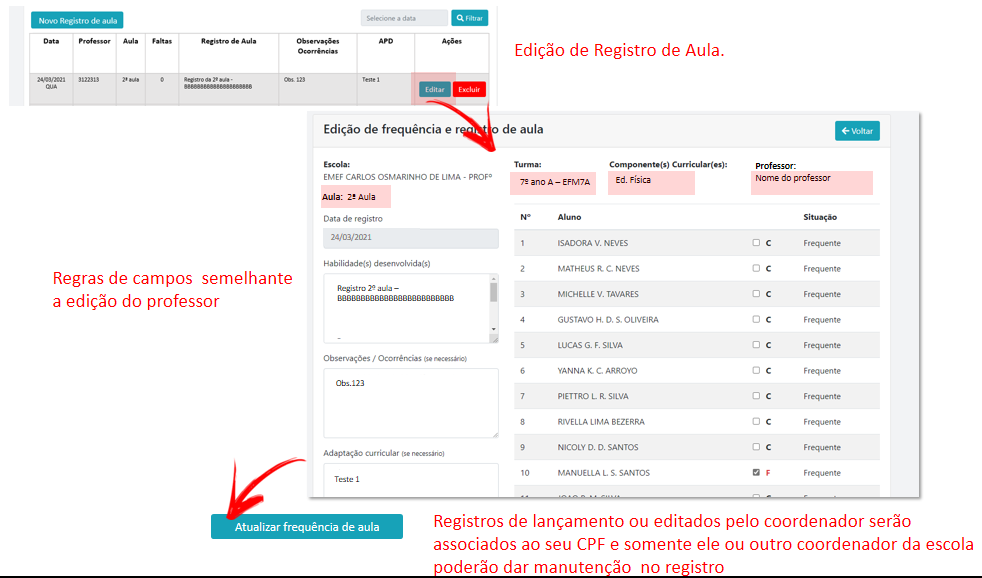 Novo Registro de aula
Selecione a data
Filtrar
Data Professor Aula Faltas Registro de Aula Observações Ocorrências APD Ações
24/03/2021 QUA 3122313 2ª aula 0 Registro da 2ª aula - BBBBBBBBBBBBBBBBBBBBBBB Obs. 123 Teste 1 Editar Excluir
Edição de Registro de Aula.
Edição de frequência e registro de aula
Voltar
Escola:
EMEF CARLOS OSMARINHO DE LIMA - PROFº
Aula: 2ª Aula
Data de registro
24/03/2021
Habilidade(s) desenvolvida(s)
Registro 2ª aula –
BBBBBBBBBBBBBBBBBBBBBBBBB
Observações / Ocorrências (se necessário)
Obs.123
Adaptação curricular (se necessário)
Teste 1
Turma:
7º ano A – EFM7A
Componente(s) Curricular(es):
Ed. Física
Professor:
Nome do professor
Nº Aluno Situação
1 ISADORA V. NEVES C Frequente
2 MATHEUS R. C. NEVES C Frequente
3 MICHELLE V. TAVARES C Frequente
4 GUSTAVO H. D. S. OLIVEIRA C Frequente
5 LUCAS G. F. SILVA C Frequente
6 YANNA K. C. ARROYO C Frequente
7 PIETTRO L. R. SILVA C Frequente
8 RIVELLA LIMA BEZERRA C Frequente
9 NICOLY D. D. SANTOS C Frequente
10 MANUELLA L. S. SANTOS F Frequente
Regras de campos semelhante
a edição do professor
Atualizar frequência de aula
Registros de lançamento ou editados pelo coordenador serão
associados ao seu CPF e somente ele ou outro coordenador da escola
poderão dar manutenção no registro